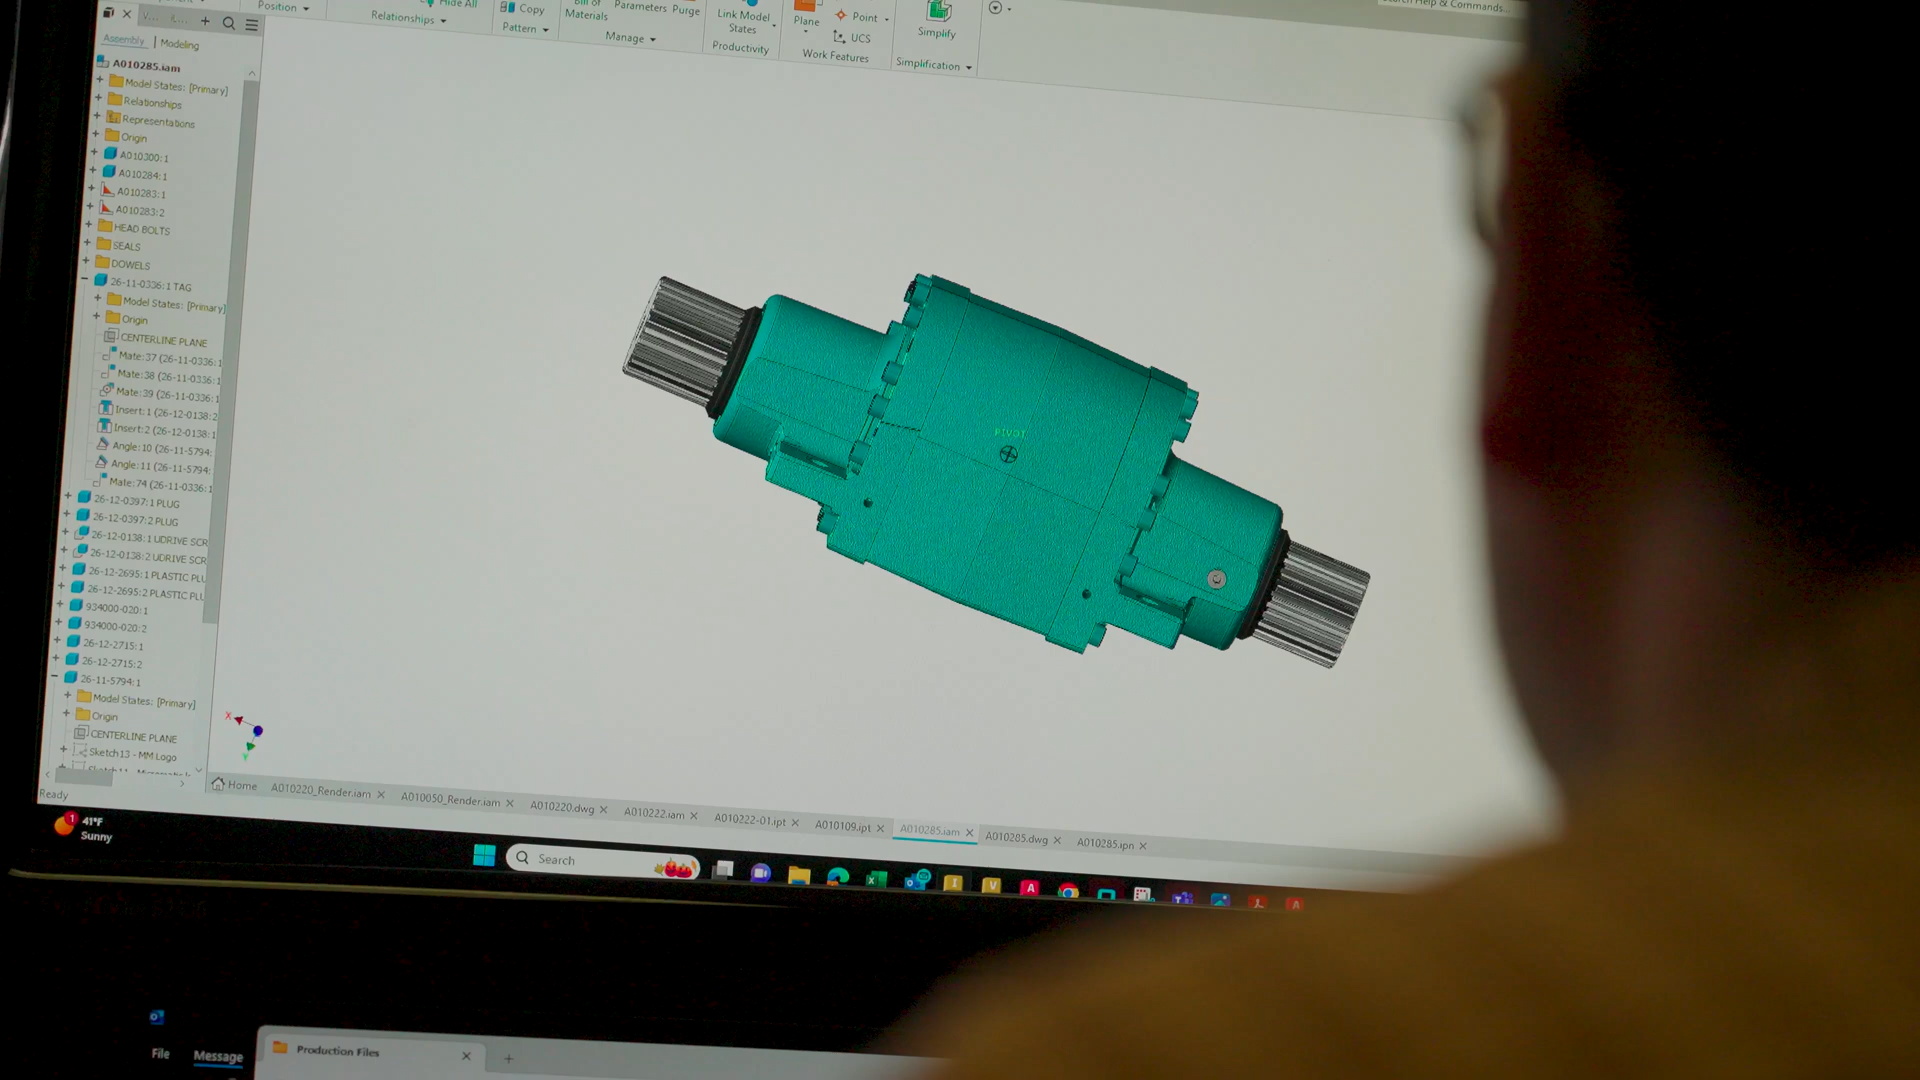 Position
Relationships
Hide All
Copy
Pattern
Bill of
Materials
Parameters Purge
Manage
Link Model
States
Productivity
Plane
Point
UCS
Work Features
Simplify
Simplification
Search Help & Commands...
Assembly | Modeling
A010285.iam
Model States: [Primary]
Relationships
Representations
Origin
A010300:1
A010284:1
A010283:1
A010283:2
HEAD BOLTS
SEALS
DOWELS
26-11-0336:1 TAG
Model States: [Primary]
Origin
CENTERLINE PLANE
Mate:37 (26-11-0336:1
Mate:38 (26-11-0336:1
Mate:39 (26-11-0336:1
Insert:1 (26-12-0138:2
Insert:2 (26-12-0138:1
Angle:10 (26-11-5794:
Angle:11 (26-11-5794:
Mate:74 (26-11-0336:1
26-12-0397:1 PLUG
26-12-0397:2 PLUG
26-12-0138:1 UDRIVE SCR
26-12-0138:2 UDRIVE SCR
26-12-2695:1 PLASTIC PLU
26-12-2695:2 PLASTIC PLU
934000-020:1
934000-020:2
26-12-2715:1
26-12-2715:2
26-11-5794:1
Model States: [Primary]
Origin
CENTERLINE PLANE
Sketch13 - MM Logo
PIVOT
X
Y
Home A010220_Render.iam A010050_Render.iam A010220.dwg A010222.iam A010222-01.ipt A010109.ipt A010285.iam A010285.dwg A010285.ipn
Ready
1
41°F
Sunny
Search
File Message
Production Files